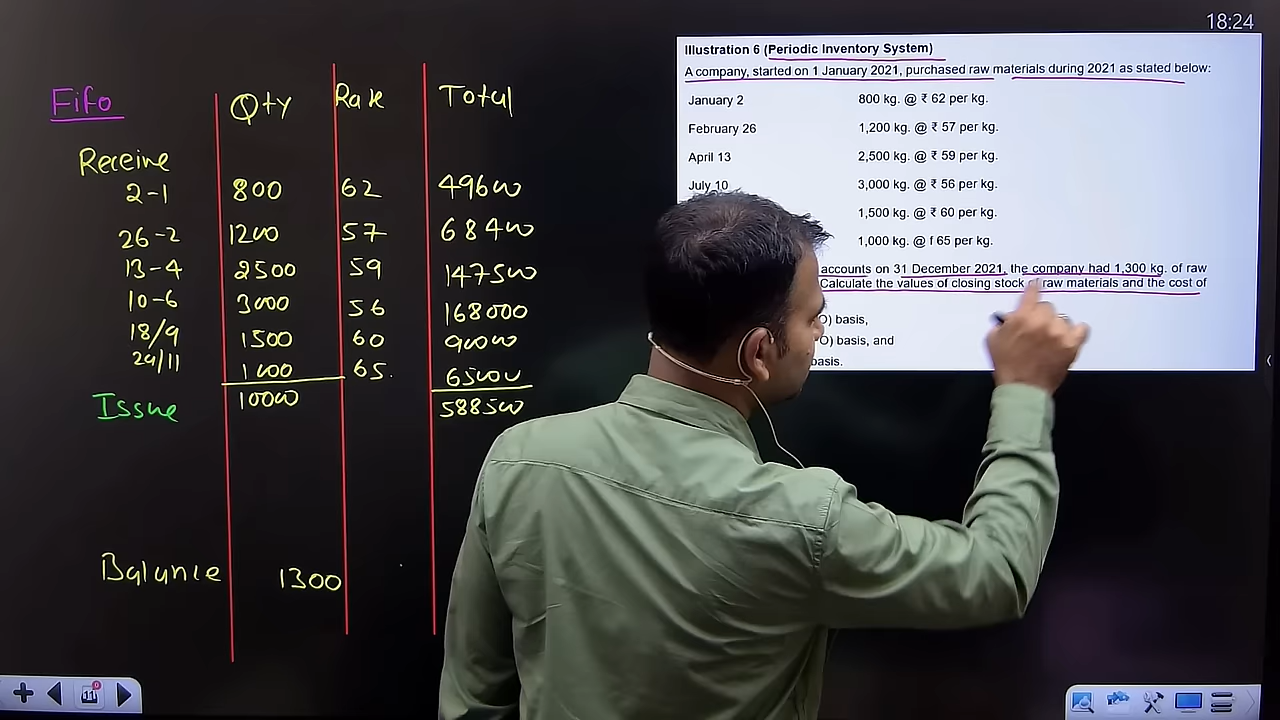 18:24
Fifo
Qty Rate Total
Receive
2-1 800 62 49600
26-2 1200 57 68400
13-4 2500 59 147500
10-6 3000 56 168000
18/9 1500 60 90000
24/11 1000 65. 65000
Issue 10000 588500
Balance 1300
Illustration 6 (Periodic Inventory System)
A company, started on 1 January 2021, purchased raw materials during 2021 as stated below:
January 2 800 kg. @ ₹ 62 per kg.
February 26 1,200 kg. @ ₹ 57 per kg.
April 13 2,500 kg. @ ₹ 59 per kg.
July 10 3,000 kg. @ ₹ 56 per kg.
1,500 kg. @ ₹ 60 per kg.
1,000 kg. @ f 65 per kg.
accounts on 31 December 2021, the company had 1,300 kg. of raw
Calculate the values of closing stock of raw materials and the cost of
O) basis,
O) basis, and
basis.
11